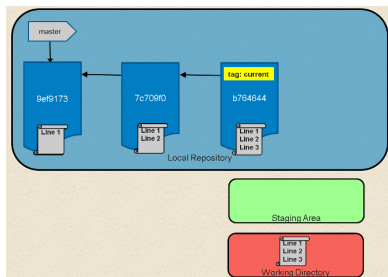 master
tag: current
9ef9173
7c709f0
b764644
Line 1
Line 1
Line 2
Line 1
Line 2
Line 3
Local Repository
Staging Area
Line 1
Line 2
Line 3
Working Directory